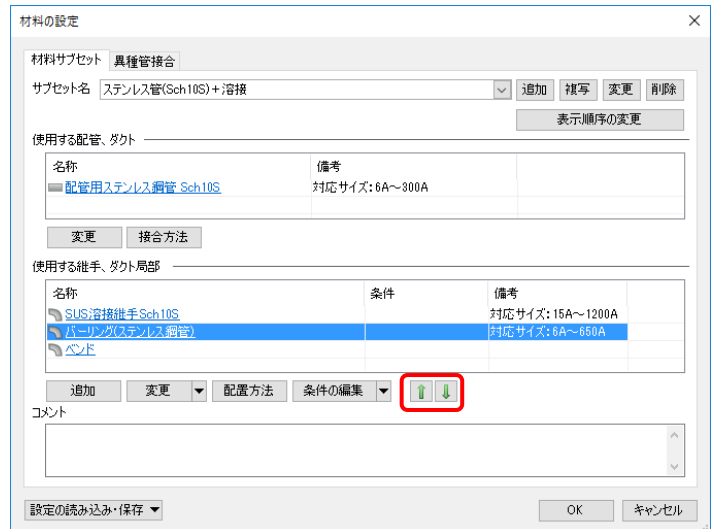 材料の設定
材料サブセット 異種管接合
サブセット名 ステンレス管(Sch10S)+溶接 追加 複写 変更 削除
表示順序の変更
使用する配管、ダクト
名称 備考
配管用ステンレス鋼管 Sch10S 対応サイズ:6A～300A
変更 接合方法
使用する継手、ダクト局部
名称 条件 備考
SUS溶接継手Sch10S 対応サイズ:15A～1200A
バーリング(ステンレス鋼管) 対応サイズ:6A～650A
ベンド
追加 変更 配置方法 条件の編集
コメント
設定の読み込み・保存 OK キャンセル